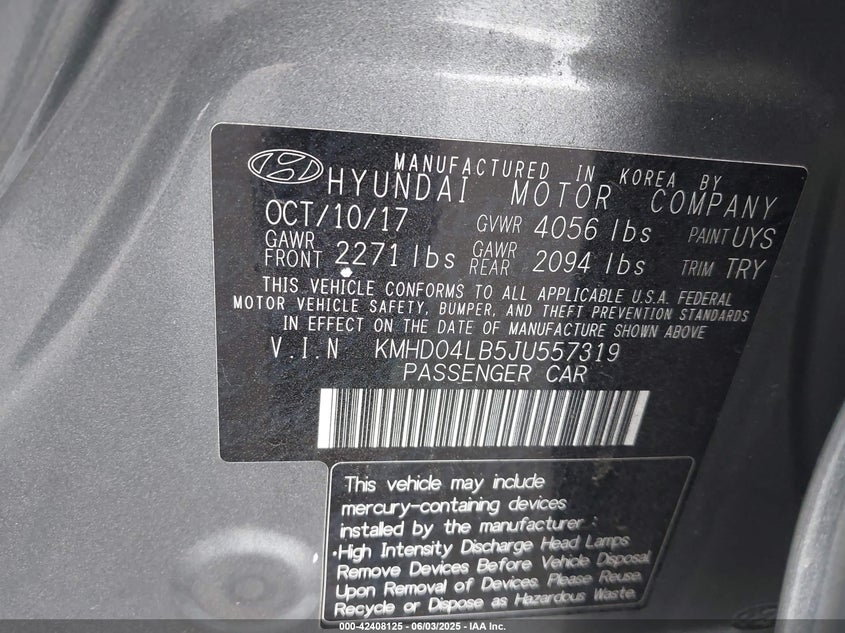 MANUFACTURED IN KOREA BY
HYUNDAI MOTOR COMPANY
OCT/10/17 GVWR 4056 lbs PAINT UYS
GAWR FRONT 2271 lbs GAWR REAR 2094 lbs TRIM TRY
THIS VEHICLE CONFORMS TO ALL APPLICABLE U.S.A. FEDERAL
MOTOR VEHICLE SAFETY, BUMPER, AND THEFT PREVENTION STANDARDS
IN EFFECT ON THE DATE OF MANUFACTURE SHOWN ABOVE
V.I.N KMHD04LB5JU557319
PASSENGER CAR
This vehicle may include
mercury-containing devices
installed by the manufacturer :
•High Intensity Discharge Head Lamps
Remove Devices Before Vehicle Disposal
Upon Removal of Devices. Please Reuse,
Recycle or Dispose as Hazardous Waste.
000-42408125 - 06/03/2025 - IAA Inc.